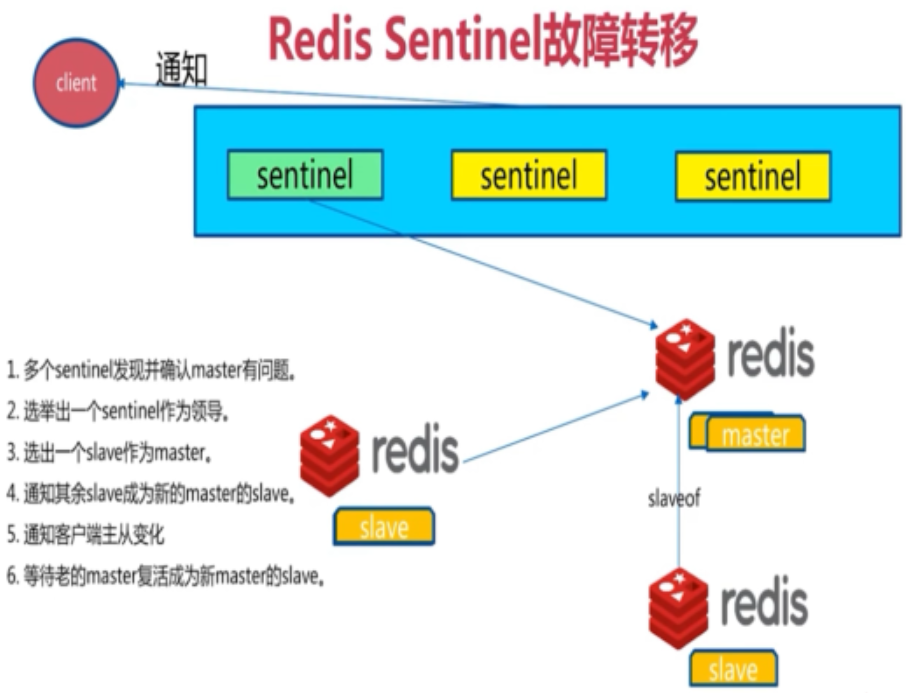 Redis Sentinel故障转移
client
通知
sentinel
sentinel
sentinel
redis
master
1. 多个sentinel发现并确认master有问题。
2. 选举出一个sentinel作为领导。
3. 选出一个slave作为master。
4. 通知其余slave成为新的master的slave。
5. 通知客户端主从变化
6. 等待老的master复活成为新master的slave。
redis
slave
slaveof
redis
slave